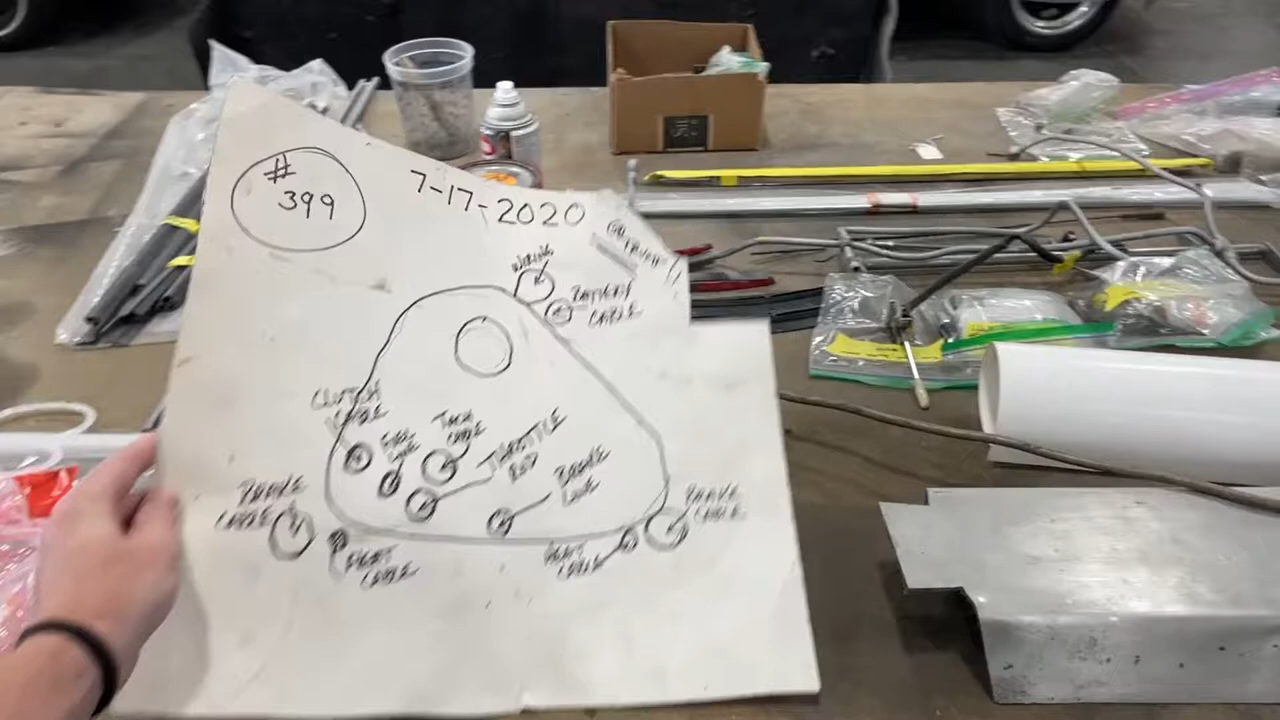 #
399
7-17-2020
WIRING
BATTERY
CABLE
CLUTCH
CABLE
FUEL
LINE
TACH
CABLE
THROTTLE
ROD
BRAKE
LINE
BRAKE
CABLE
HEAT
CABLE
HEAT
CABLE
BRAKE
CABLE